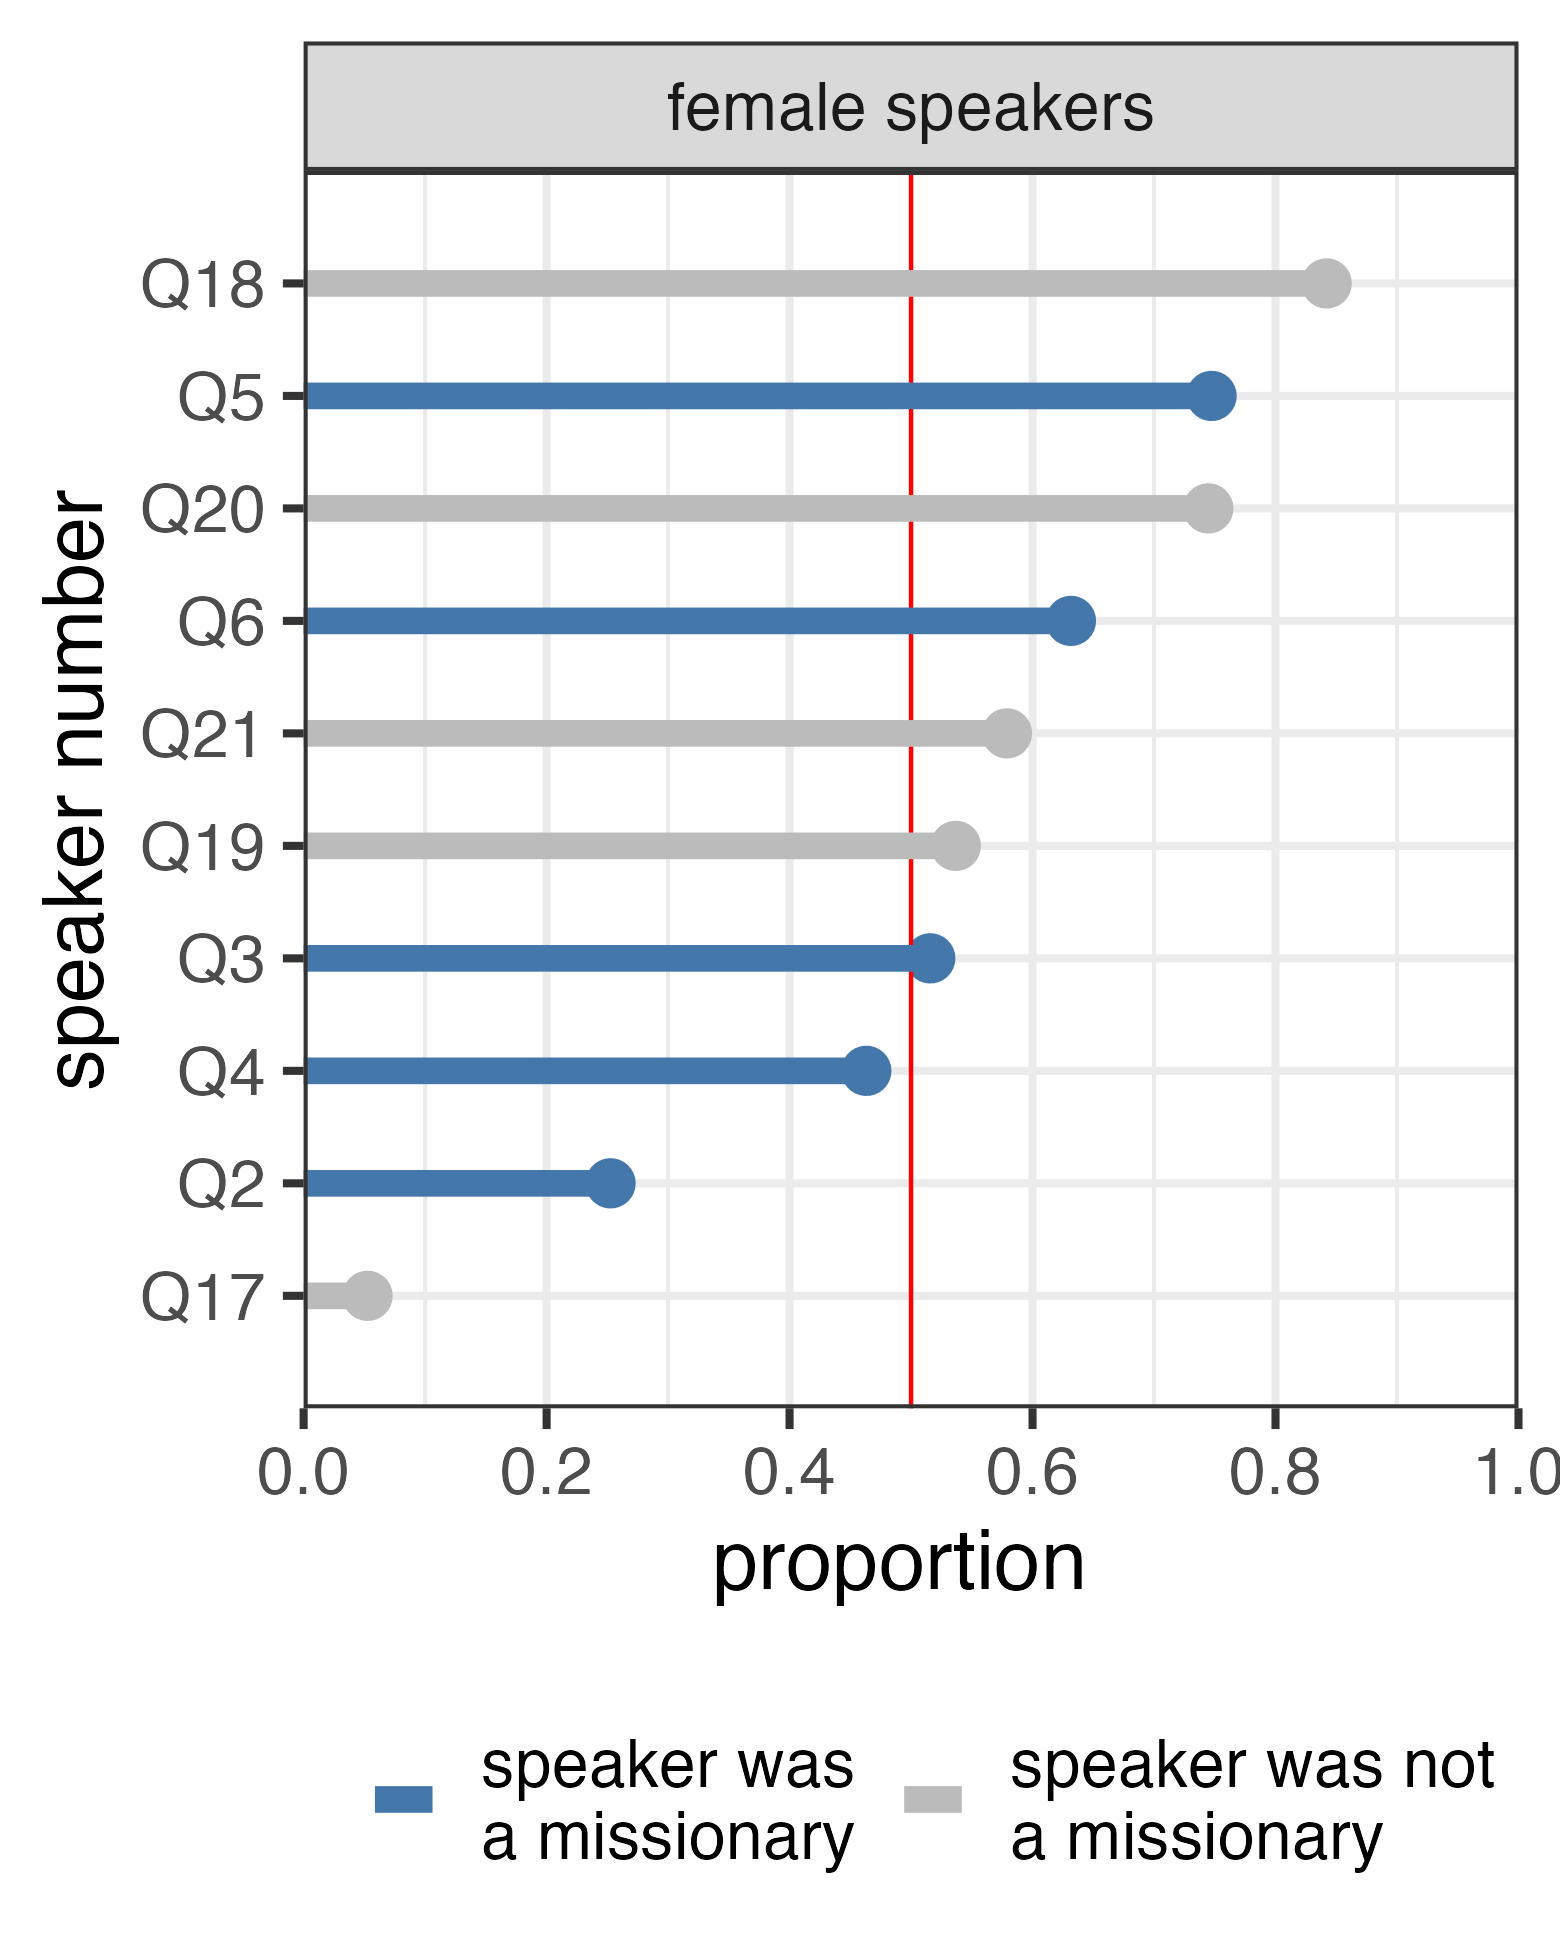 female speakers
Q18
Q5
Q20
Q6
Q21
Q19
Q3
Q4
Q2
Q17
speaker number
0.0 0.2 0.4 0.6 0.8 1.0
proportion
speaker was
a missionary
speaker was not
a missionary